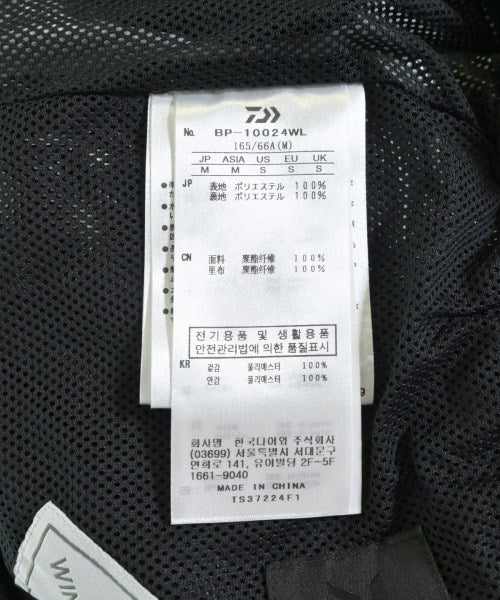 No. BP-10024WL
165/66A(M)
JP ASIA US EU UK
M M S S S
JP 表地 ポリエステル 100%
裏地 ポリエステル 100%
CN 面料 聚酯纤维 100%
里布 聚酯纤维 100%
전기용품 및 생활용품
안전관리법에 의한 품질표시
KR 겉감 폴리에스터 100%
안감 폴리에스터 100%
회사명 한국다이와 주식회사
(03699) 서울특별시 서대문구
연희로 141, 유아빌딩 2F~5F
1661-9040
MADE IN CHINA
TS37224F1